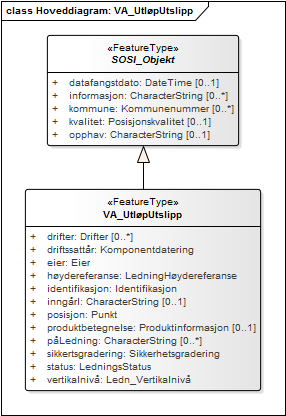 class Hoveddiagram: VA_UtløpUtslipp
«FeatureType»
SOSI_Objekt
+ datafangstdato: DateTime [0..1]
+ informasjon: CharacterString [0..*]
+ kommune: Kommunenummer [0..*]
+ kvalitet: Posisjonskvalitet [0..1]
+ opphav: CharacterString [0..1]
«FeatureType»
VA_UtløpUtslipp
+ drifter: Drifter [0..*]
+ driftssattår: Komponentdatering
+ eier: Eier
+ høydereferanse: LedningHøydereferanse
+ identifikasjon: Identifikasjon
+ inngårI: CharacterString [0..1]
+ posisjon: Punkt
+ produktbetegnelse: Produktinformasjon [0..1]
+ påLedning: CharacterString [0..*]
+ sikkertsgradering: Sikkerhetsgradering
+ status: LedningsStatus
+ vertikalnivå: Ledn_Vertikalnivå